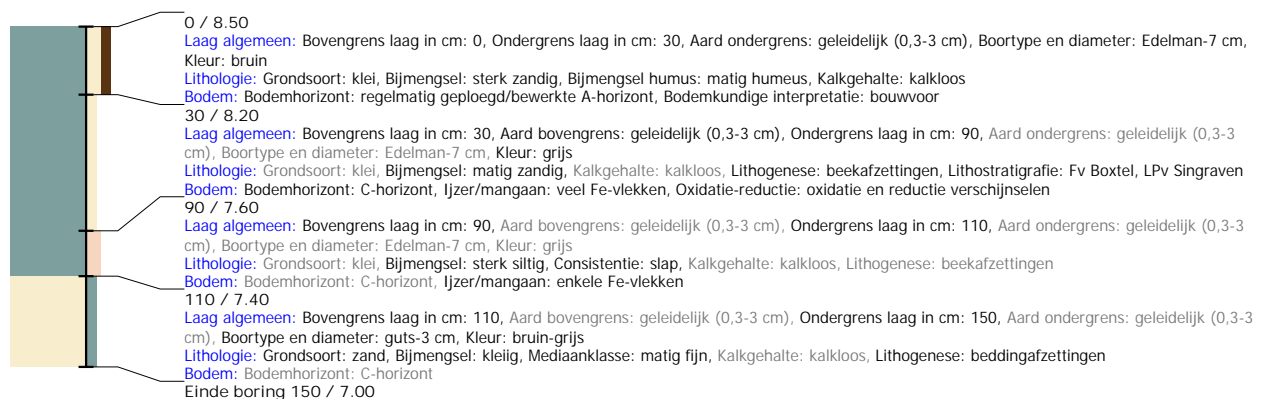 0 / 8.50
Laag algemeen: Bovengrens laag in cm: 0, Ondergrens laag in cm: 30, Aard ondergrens: geleidelijk (0,3-3 cm), Boortype en diameter: Edelman-7 cm,
Kleur: bruin
Lithologie: Grondsoort: klei, Bijmengsel: sterk zandig, Bijmengsel humus: matig humeus, Kalkgehalte: kalkloos
Bodem: Bodemhorizont: regelmatig geploegd/bewerkte A-horizont, Bodemkundige interpretatie: bouwvoor
30 / 8.20
Laag algemeen: Bovengrens laag in cm: 30, Aard bovengrens: geleidelijk (0,3-3 cm), Ondergrens laag in cm: 90, Aard ondergrens: geleidelijk (0,3-3
cm), Boortype en diameter: Edelman-7 cm, Kleur: grijs
Lithologie: Grondsoort: klei, Bijmengsel: matig zandig, Kalkgehalte: kalkloos, Lithogenese: beekafzettingen, Lithostratigrafie: Fv Boxtel, LPv Singraven
Bodem: Bodemhorizont: C-horizont, Ijzer/mangaan: veel Fe-vlekken, Oxidatie-reductie: oxidatie en reductie verschijnselen
90 / 7.60
Laag algemeen: Bovengrens laag in cm: 90, Aard bovengrens: geleidelijk (0,3-3 cm), Ondergrens laag in cm: 110, Aard ondergrens: geleidelijk (0,3-3
cm), Boortype en diameter: Edelman-7 cm, Kleur: grijs
Lithologie: Grondsoort: klei, Bijmengsel: sterk siltig, Consistentie: slap, Kalkgehalte: kalkloos, Lithogenese: beekafzettingen
Bodem: Bodemhorizont: C-horizont, Ijzer/mangaan: enkele Fe-vlekken
110 / 7.40
Laag algemeen: Bovengrens laag in cm: 110, Aard bovengrens: geleidelijk (0,3-3 cm), Ondergrens laag in cm: 150, Aard ondergrens: geleidelijk (0,3-3
cm), Boortype en diameter: guts-3 cm, Kleur: bruin-grijs
Lithologie: Grondsoort: zand, Bijmengsel: kleiig, Mediaanklasse: matig fijn, Kalkgehalte: kalkloos, Lithogenese: beddingafzettingen
Bodem: Bodemhorizont: C-horizont
Einde boring 150 / 7.00